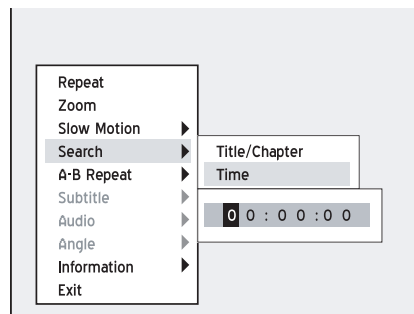 Repeat
Zoom
Slow Motion
Search
A-B Repeat
Subtitle
Audio
Angle
Information
Exit
Title/Chapter
Time
0 0 : 0 0 : 0 0